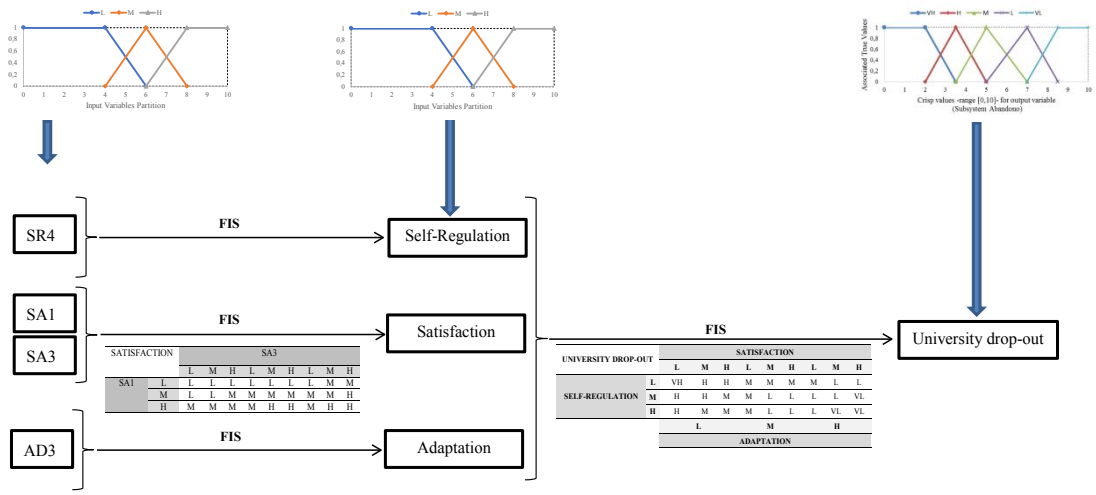 L M H
1
0,8
0,6
0,4
0,2
0
0 1 2 3 4 5 6 7 8 9 10
Input Variables Partition
L M H
1
0,8
0,6
0,4
0,2
0
0 1 2 3 4 5 6 7 8 9 10
Input Variables Partition
VH H M L VL
Associated True Values
1
0,8
0,6
0,4
0,2
0
0 1 2 3 4 5 6 7 8 9 10
Crisp values -range [0,10]- for output variable
(Subsystem Abandono)
SR4
FIS
Self-Regulation
SA1
SA3
FIS
Satisfaction
SATISFACTION SA3
L M H L M H L M H
SA1 L L L L L L L L M M
M L L M M M M M M H
H M M M M H H M H H
AD3
FIS
Adaptation
FIS
University drop-out
UNIVERSITY DROP-OUT SATISFACTION
L M H L M H L M H
SELF-REGULATION L VH H H M M M M L L
M H H M M L L L L VL
H H M M M L L L VL VL
L M H
ADAPTATION